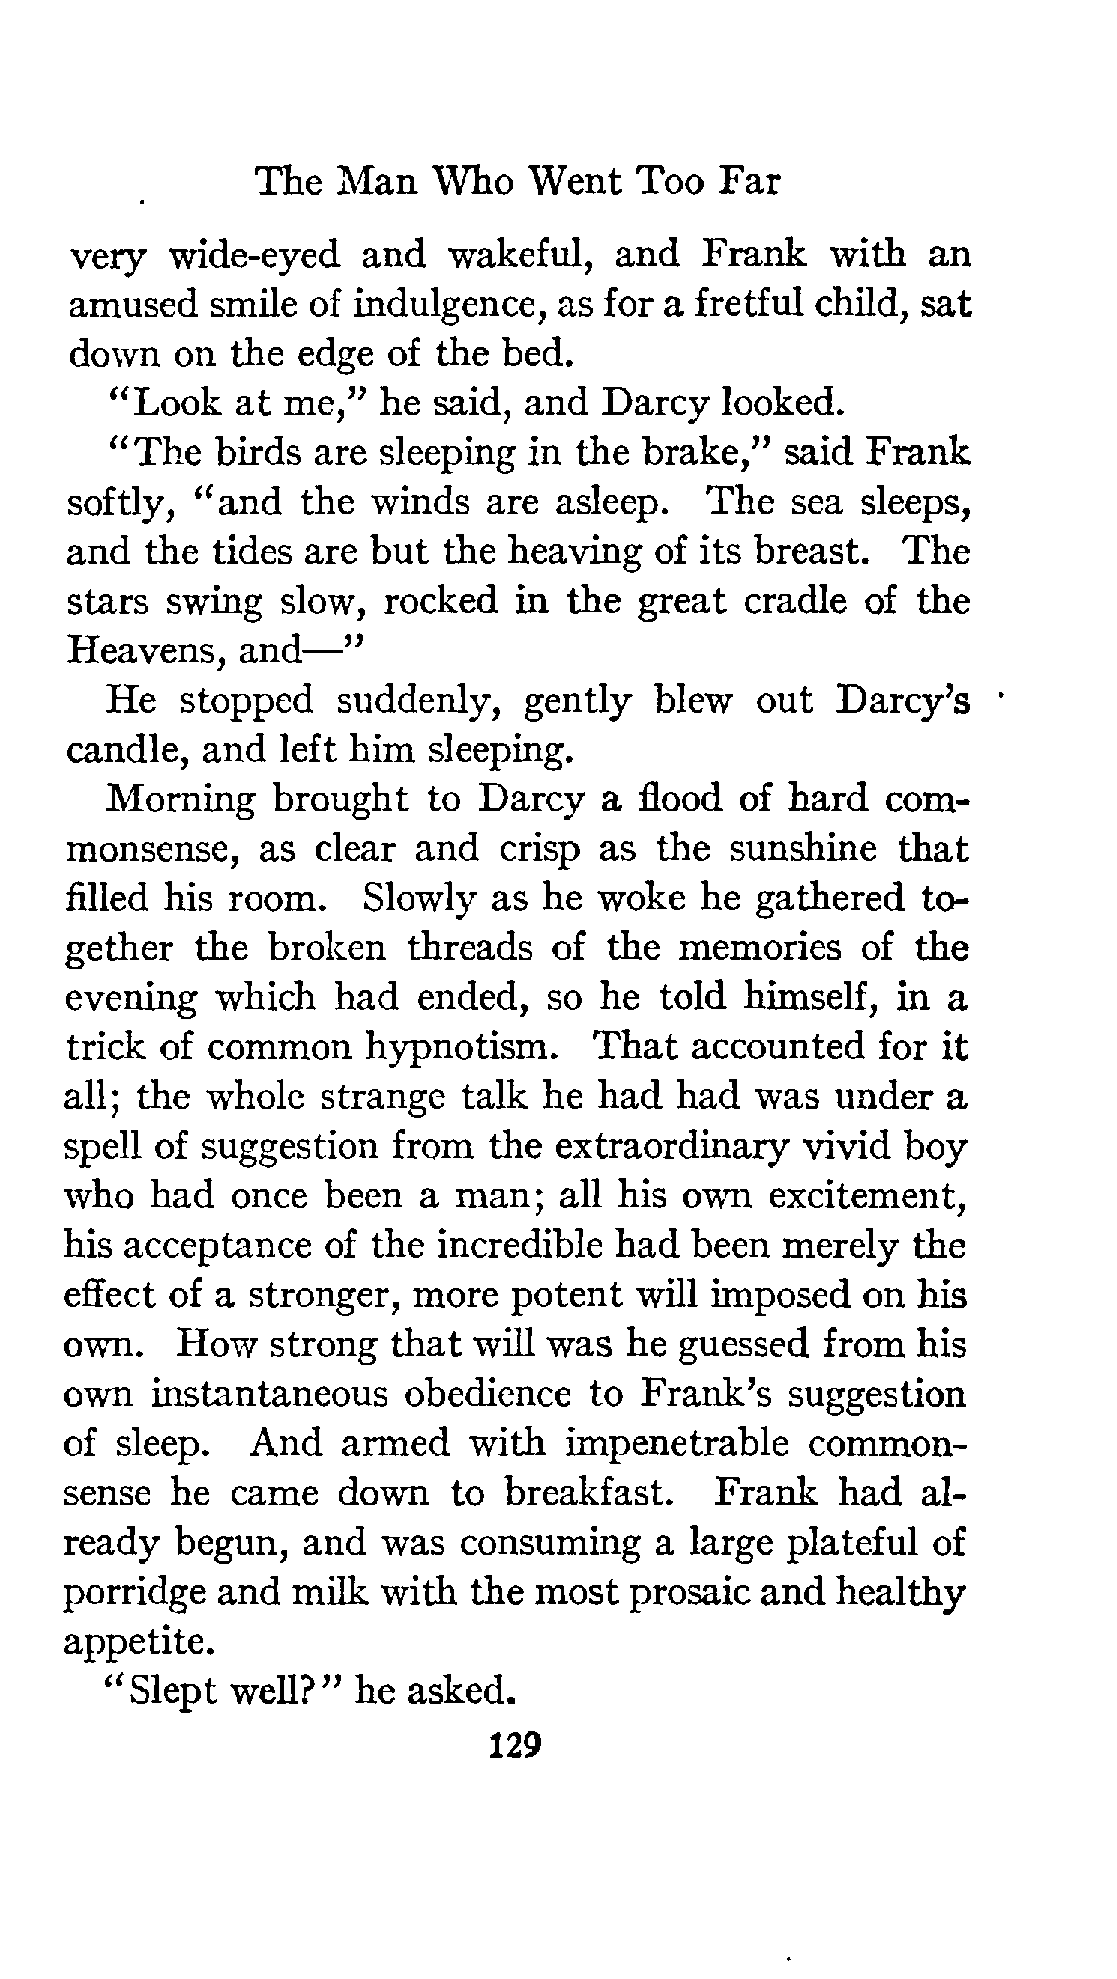 The Man Who Went Too Far
very wide-eyed and wakeful, and Frank with an
amused smile of indulgence, as for a fretful child, sat
down on the edge of the bed.
“Look at me,” he said, and Darcy looked.
“The birds are sleeping in the brake,” said Frank
softly, “and the winds are asleep. The sea sleeps,
and the tides are but the heaving of its breast. The
stars swing slow, rocked in the great cradle of the
Heavens, and—”
He stopped suddenly, gently blew out Darcy’s
candle, and left him sleeping.
Morning brought to Darcy a flood of hard com-
monsense, as clear and crisp as the sunshine that
filled his room. Slowly as he woke he gathered to-
gether the broken threads of the memories of the
evening which had ended, so he told himself, in a
trick of common hypnotism. That accounted for it
all; the whole strange talk he had had was under a
spell of suggestion from the extraordinary vivid boy
who had once been a man; all his own excitement,
his acceptance of the incredible had been merely the
effect of a stronger, more potent will imposed on his
own. How strong that will was he guessed from his
own instantaneous obedience to Frank’s suggestion
of sleep. And armed with impenetrable common-
sense he came down to breakfast. Frank had al-
ready begun, and was consuming a large plateful of
porridge and milk with the most prosaic and healthy
appetite.
“Slept well?” he asked.
129